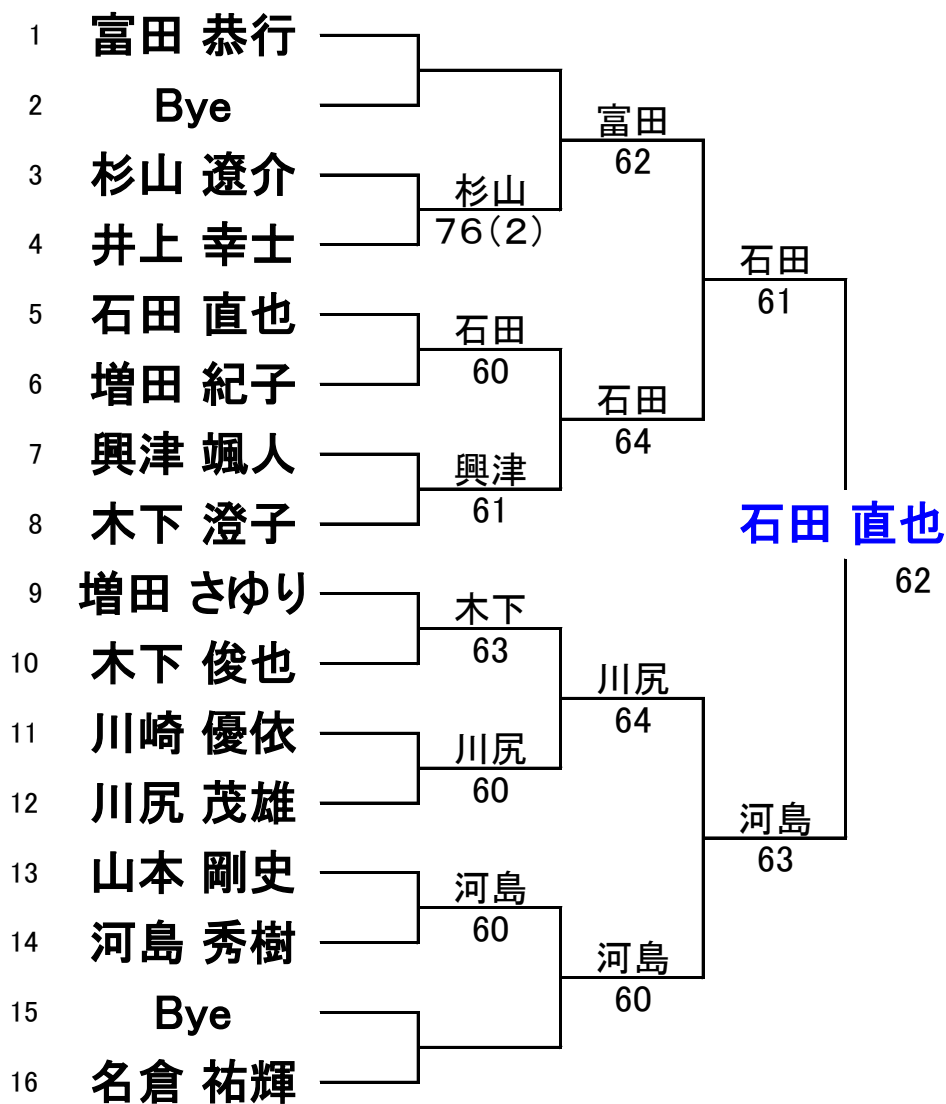 1 富田 恭行
2 Bye
富田
62
3 杉山 遼介
杉山
76(2)
4 井上 幸士
石田
61
5 石田 直也
石田
60
6 増田 紀子
石田
64
7 興津 颯人
興津
61
8 木下 澄子
石田 直也
62
9 増田 さゆり
木下
63
10 木下 俊也
川尻
64
11 川崎 優依
川尻
60
12 川尻 茂雄
河島
63
13 山本 剛史
河島
60
14 河島 秀樹
河島
60
15 Bye
16 名倉 祐輝